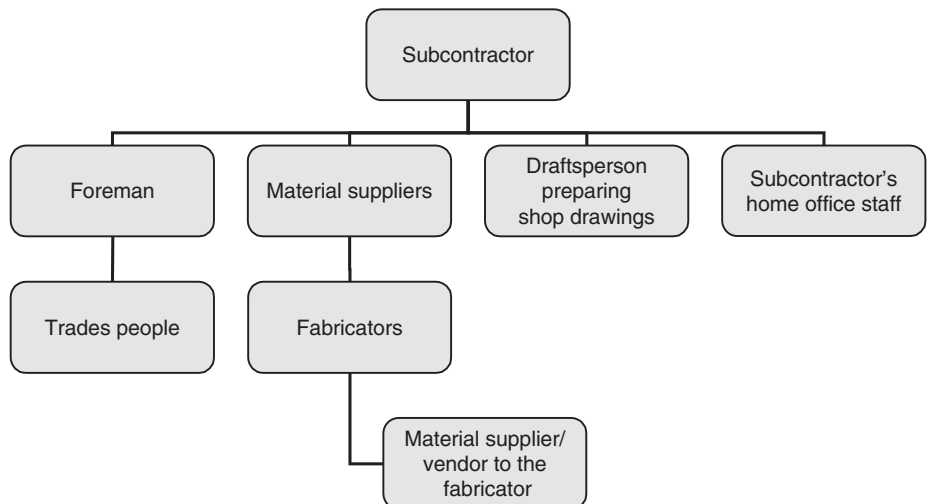 Subcontractor
Foreman
Material suppliers
Draftsperson
preparing
shop drawings
Subcontractor’s
home office staff
Trades people
Fabricators
Material supplier/
vendor to the
fabricator